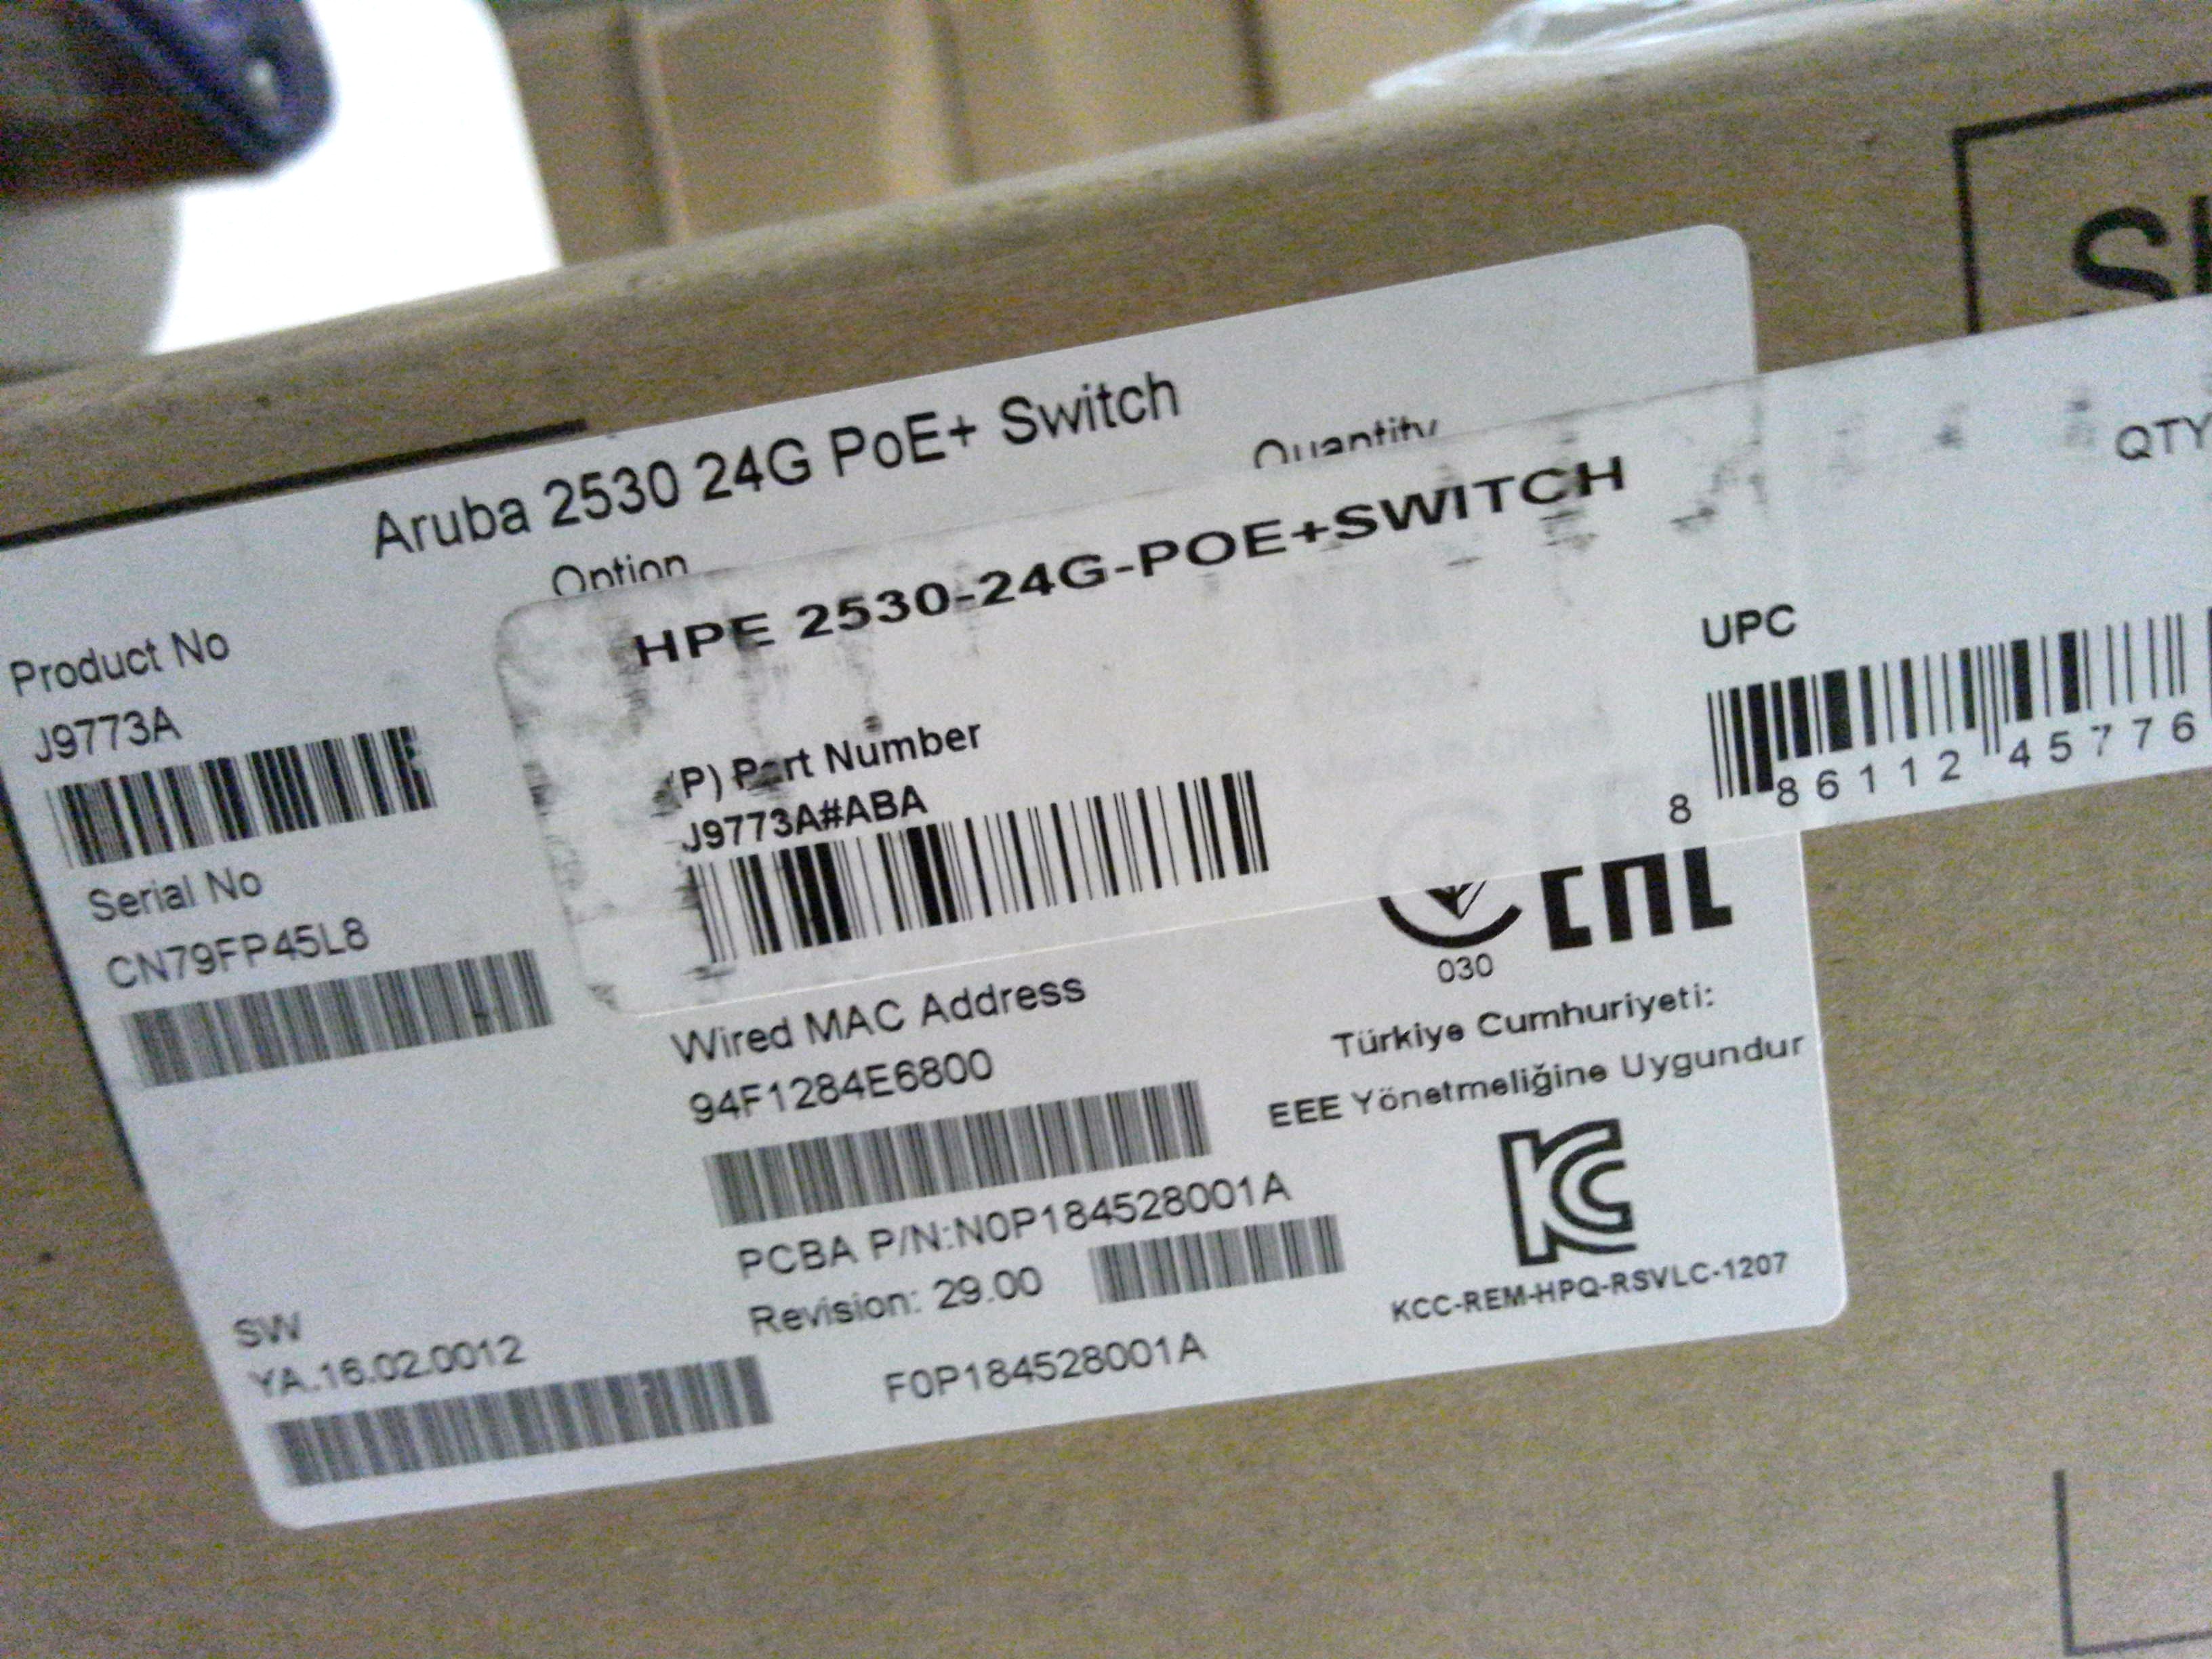 Aruba 2530 24G PoE+ Switch
Option
Quantity
HPE 2530-24G-POE+SWITCH
QTY
Product No
J9773A
(P) Part Number
J9773A#ABA
UPC
8 86112 45776
Serial No
CN79FP45L8
Wired MAC Address
94F1284E6800
030
EAC
Türkiye Cumhuriyeti:
EEE Yönetmeliğine Uygundur
PCBA P/N:N0P184528001A
Revision: 29.00
KC
KCC-REM-HPQ-RSVLC-1207
SW
YA.16.02.0012
F0P184528001A